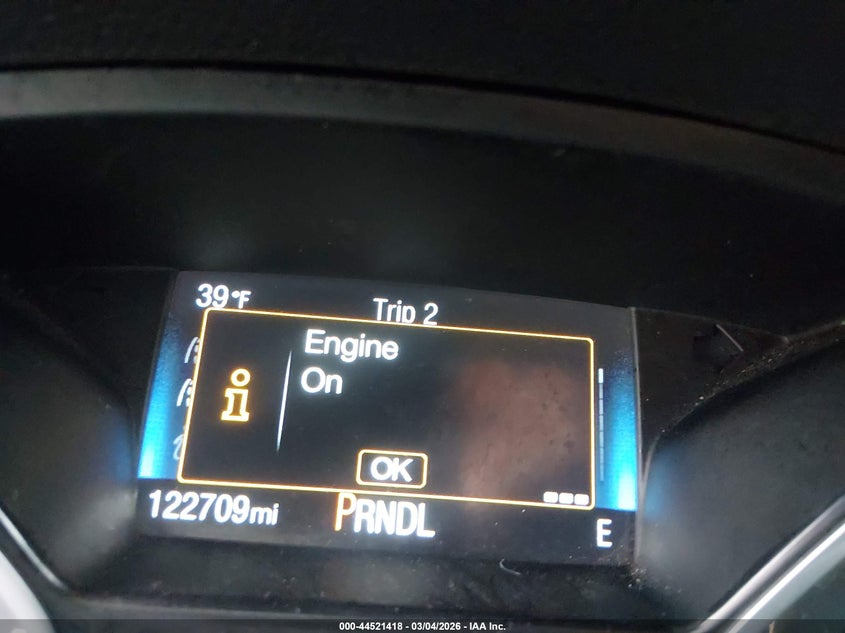 39°F
Trip 2
Engine
On
OK
122709mi
PRNDL
E
000-44521418 - 03/04/2026 - IAA Inc.